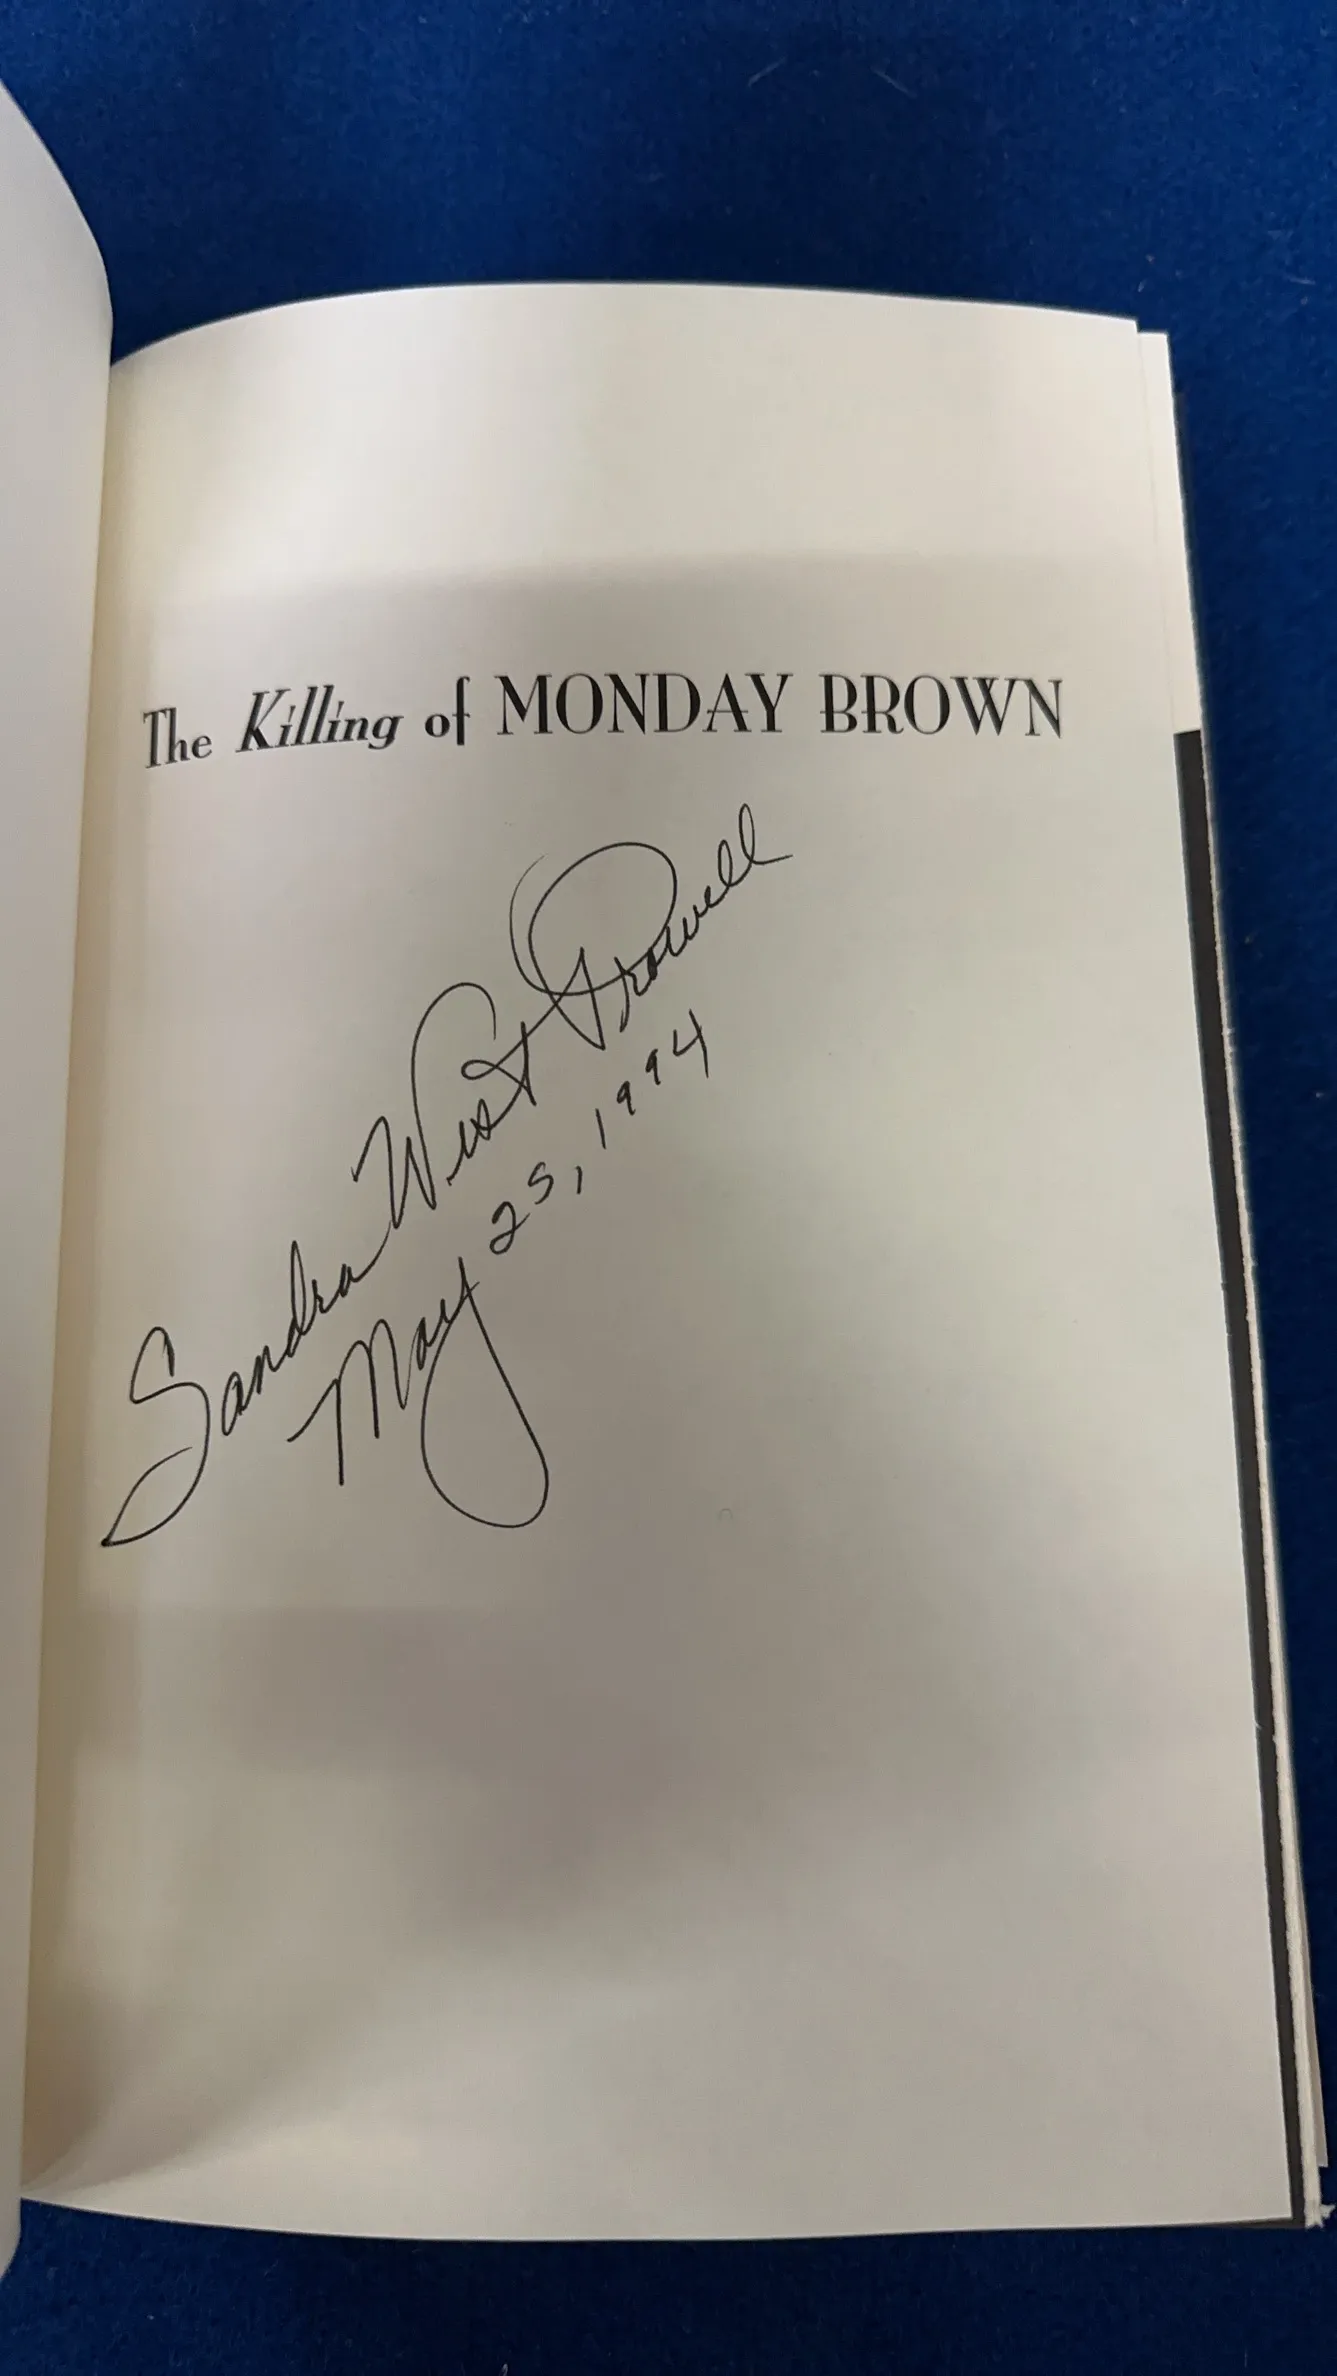 The Killing of MONDAY BROWN
Sandra West Prowell
May 25, 1994